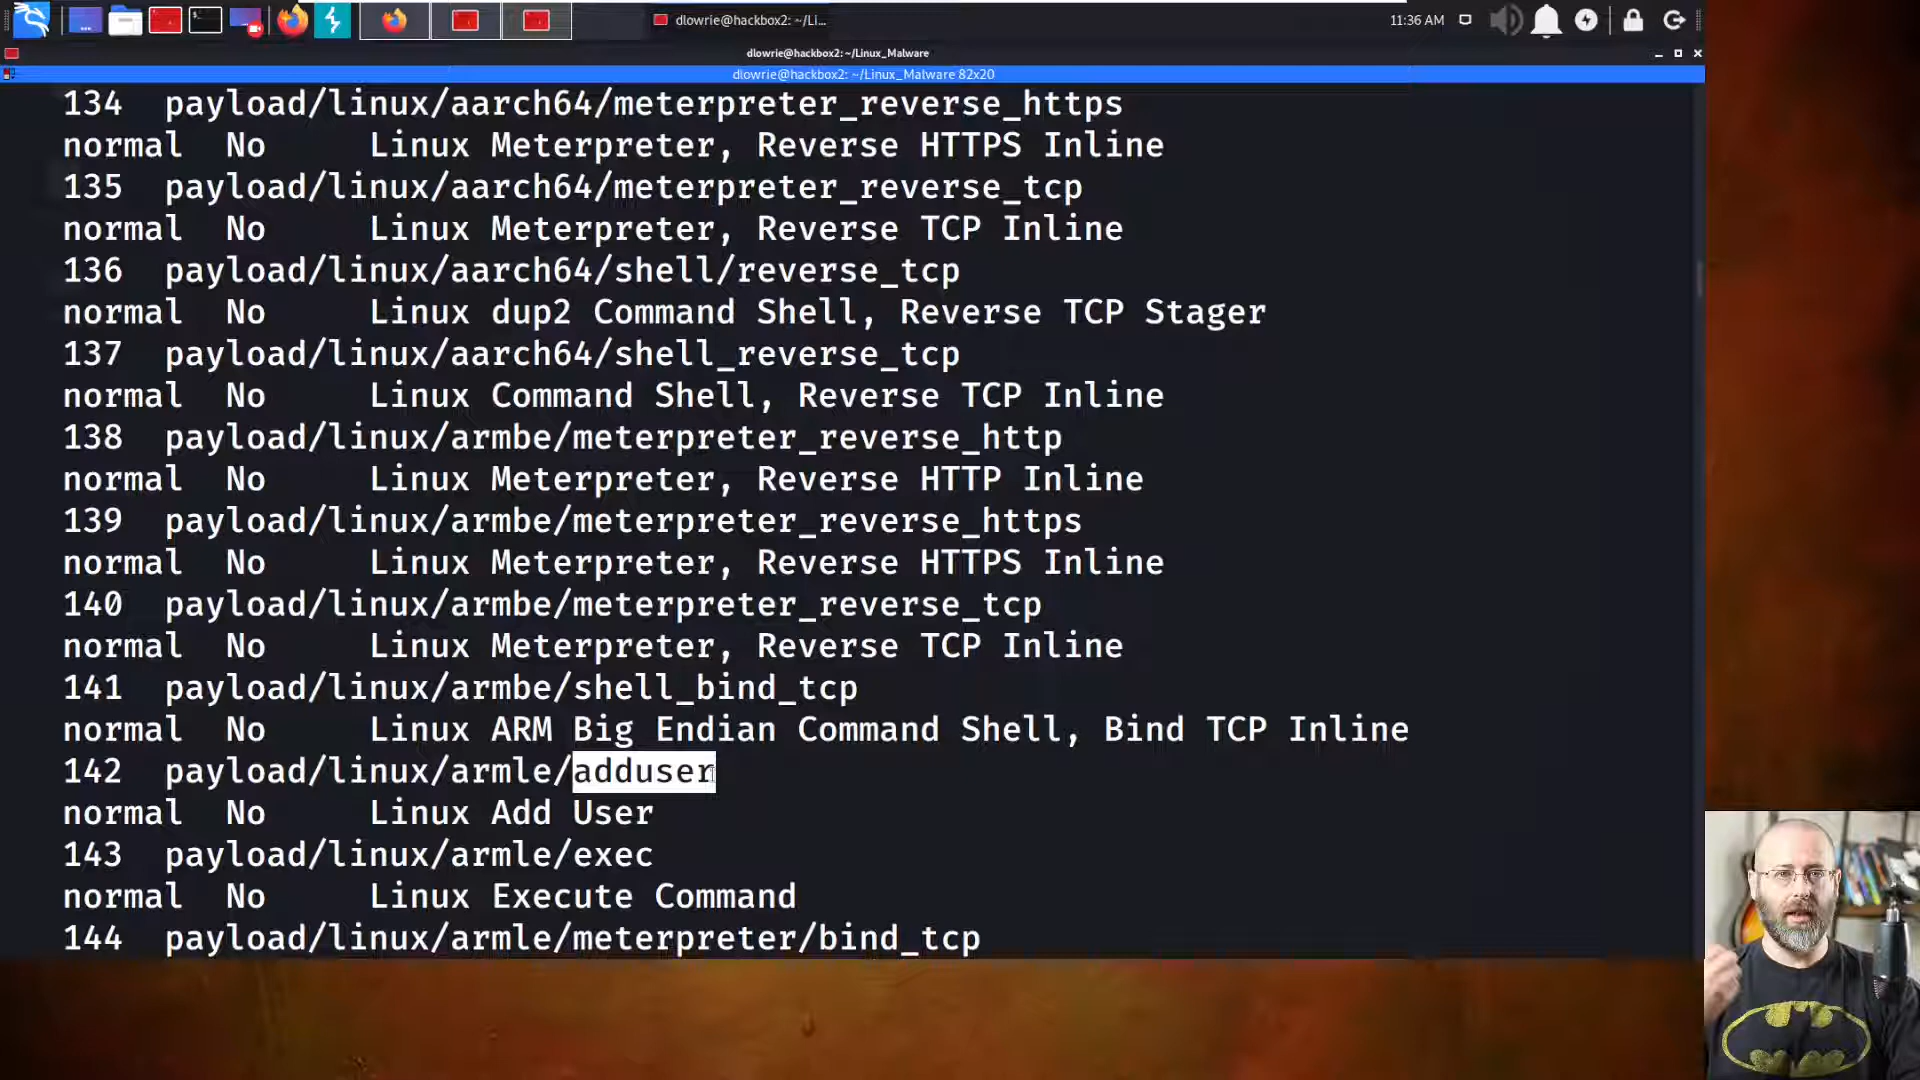 dlowrie@hackbox2: ~/Li...
11:36 AM
dlowrie@hackbox2: ~/Linux_Malware
dlowrie@hackbox2: ~/Linux_Malware 82x20
134 payload/linux/aarch64/meterpreter_reverse_https
normal No Linux Meterpreter, Reverse HTTPS Inline
135 payload/linux/aarch64/meterpreter_reverse_tcp
normal No Linux Meterpreter, Reverse TCP Inline
136 payload/linux/aarch64/shell/reverse_tcp
normal No Linux dup2 Command Shell, Reverse TCP Stager
137 payload/linux/aarch64/shell_reverse_tcp
normal No Linux Command Shell, Reverse TCP Inline
138 payload/linux/armbe/meterpreter_reverse_http
normal No Linux Meterpreter, Reverse HTTP Inline
139 payload/linux/armbe/meterpreter_reverse_https
normal No Linux Meterpreter, Reverse HTTPS Inline
140 payload/linux/armbe/meterpreter_reverse_tcp
normal No Linux Meterpreter, Reverse TCP Inline
141 payload/linux/armbe/shell_bind_tcp
normal No Linux ARM Big Endian Command Shell, Bind TCP Inline
142 payload/linux/armle/adduser
normal No Linux Add User
143 payload/linux/armle/exec
normal No Linux Execute Command
144 payload/linux/armle/meterpreter/bind_tcp